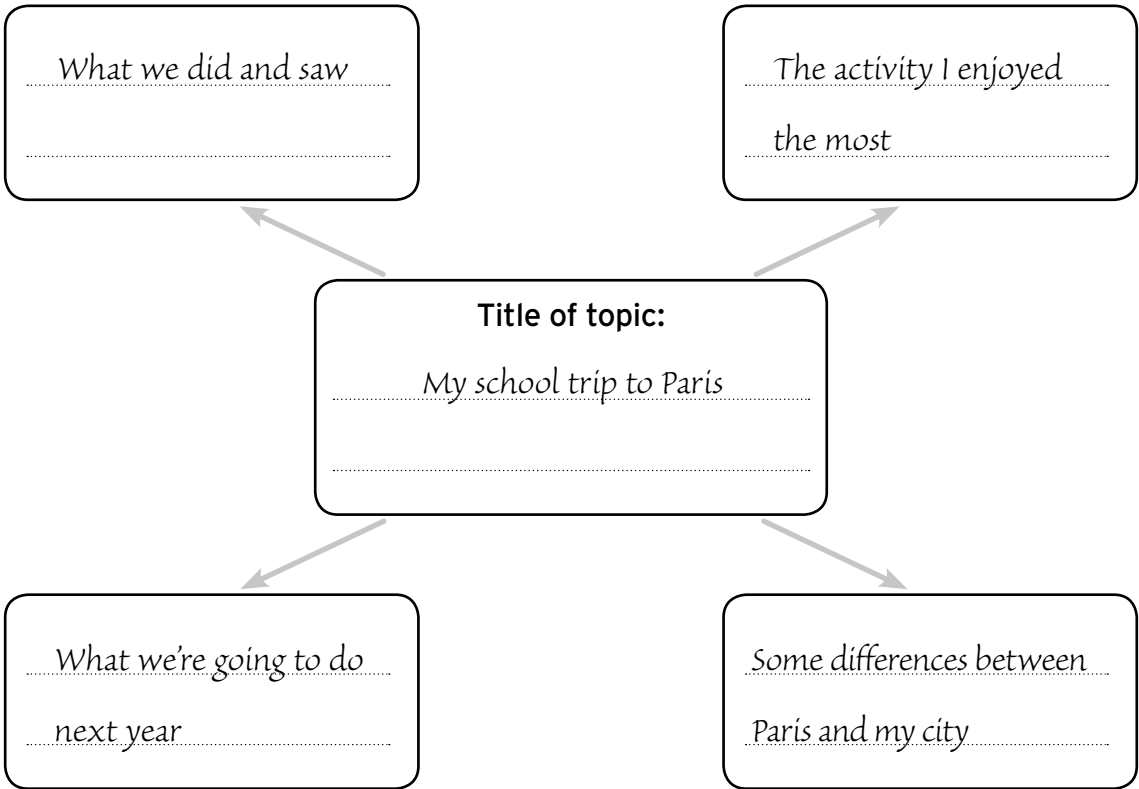 What we did and saw
The activity I enjoyed
the most
Title of topic:
My school trip to Paris
What we're going to do
next year
Some differences between
Paris and my city